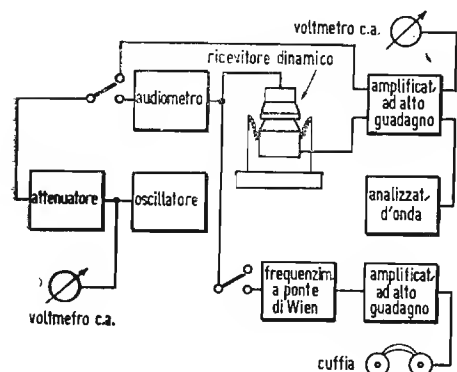 voltmetro c.a.
ricevitore dinamico
audiometro
amplificat.
ad alto
guadagno
attenuatore
oscillatore
analizzat.
d'onda
voltmetro c.a.
frequenzim.
a ponte
di Wien
amplificat.
ad alto
guadagno
cuffia